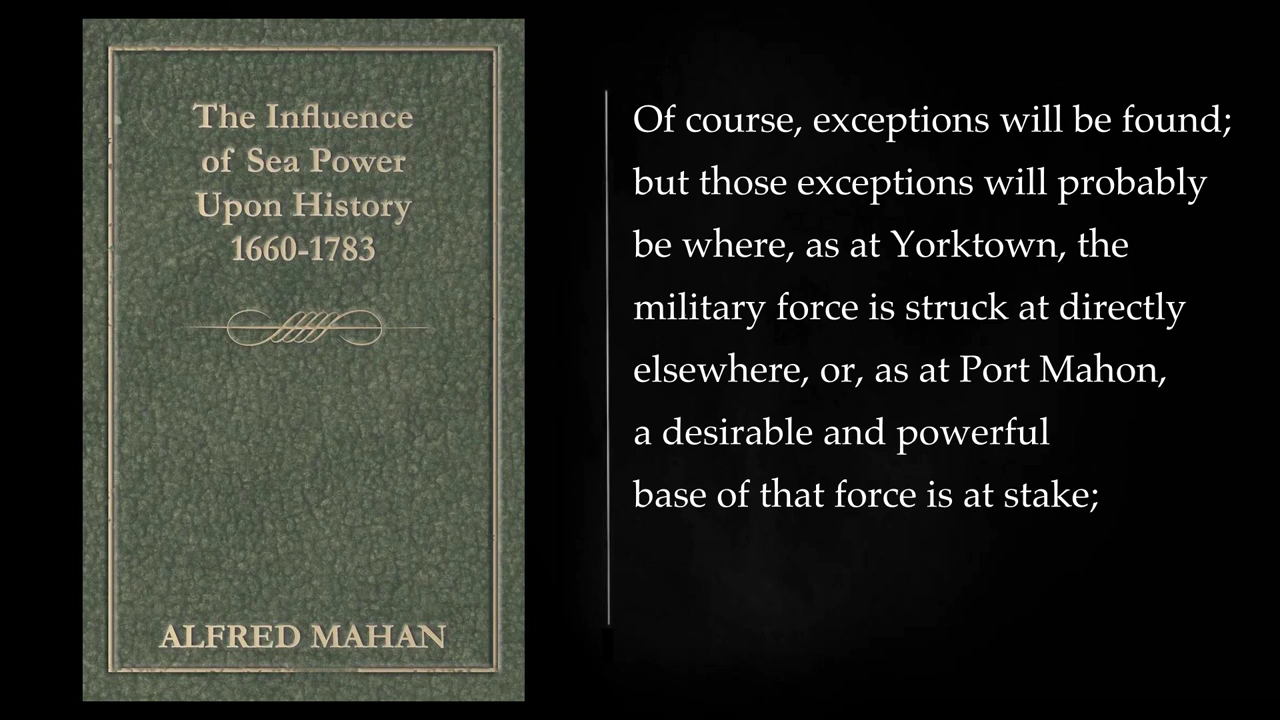 The Influence
of Sea Power
Upon History
1660-1783
ALFRED MAHAN
Of course, exceptions will be found;
but those exceptions will probably
be where, as at Yorktown, the
military force is struck at directly
elsewhere, or, as at Port Mahon,
a desirable and powerful
base of that force is at stake;